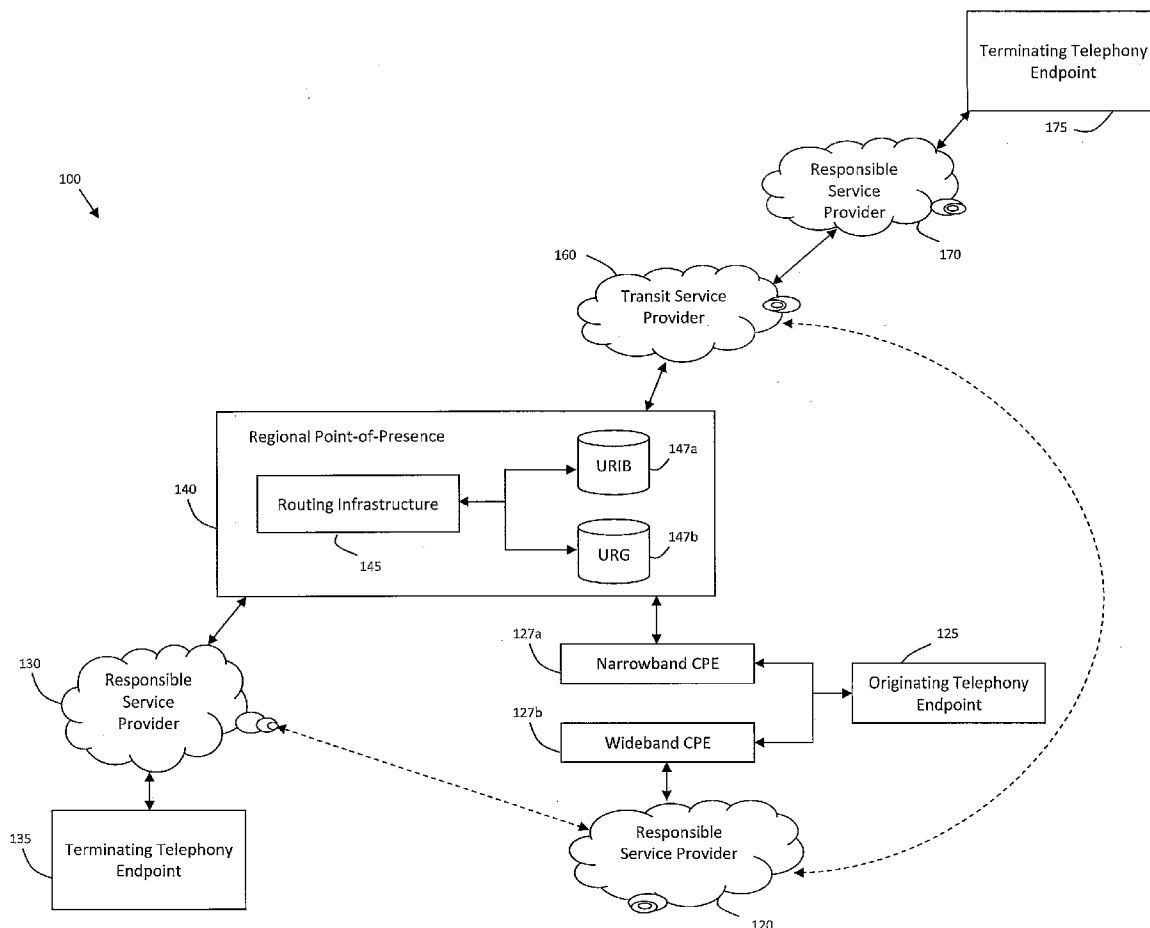 Terminating Telephony
Endpoint
175
Responsible
Service
Provider
170
100
160
Transit Service
Provider
Regional Point-of-Presence
URIB
147a
Routing Infrastructure
140
145
URG
147b
127a
Narrowband CPE
125
Originating Telephony
Endpoint
130
Responsible
Service
Provider
127b
Wideband CPE
135
Terminating Telephony
Endpoint
Responsible
Service Provider
120